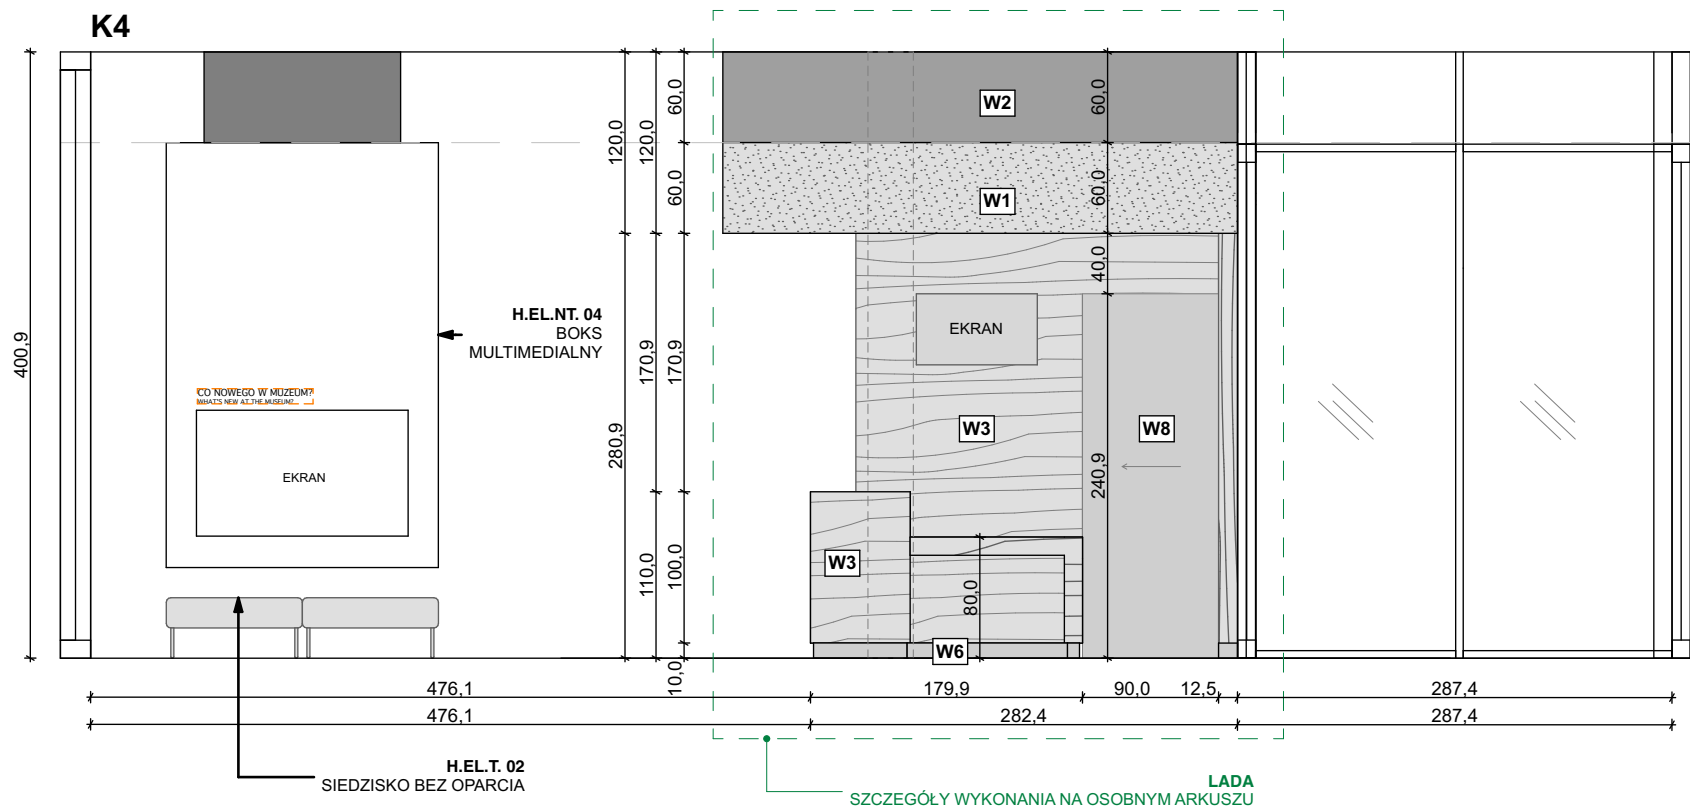 K4
W2
60,0
60,0
120,0
120,0
W1
60,0
60,0
40,0
H.EL.NT. 04
BOKS
MULTIMEDIALNY
EKRAN
400,9
170,9
170,9
CO NOWEGO W MUZEUM?
WHAT'S NEW AT THE MUSEUM?
280,9
W3
W8
EKRAN
240,9
110,0
100,0
W3
80,0
W6
10,0
476,1
179,9
90,0
12,5
287,4
476,1
282,4
287,4
H.EL.T. 02
SIEDZISKO BEZ OPARCIA
LADA
SZCZEGÓŁY WYKONANIA NA OSOBNYM ARKUSZU